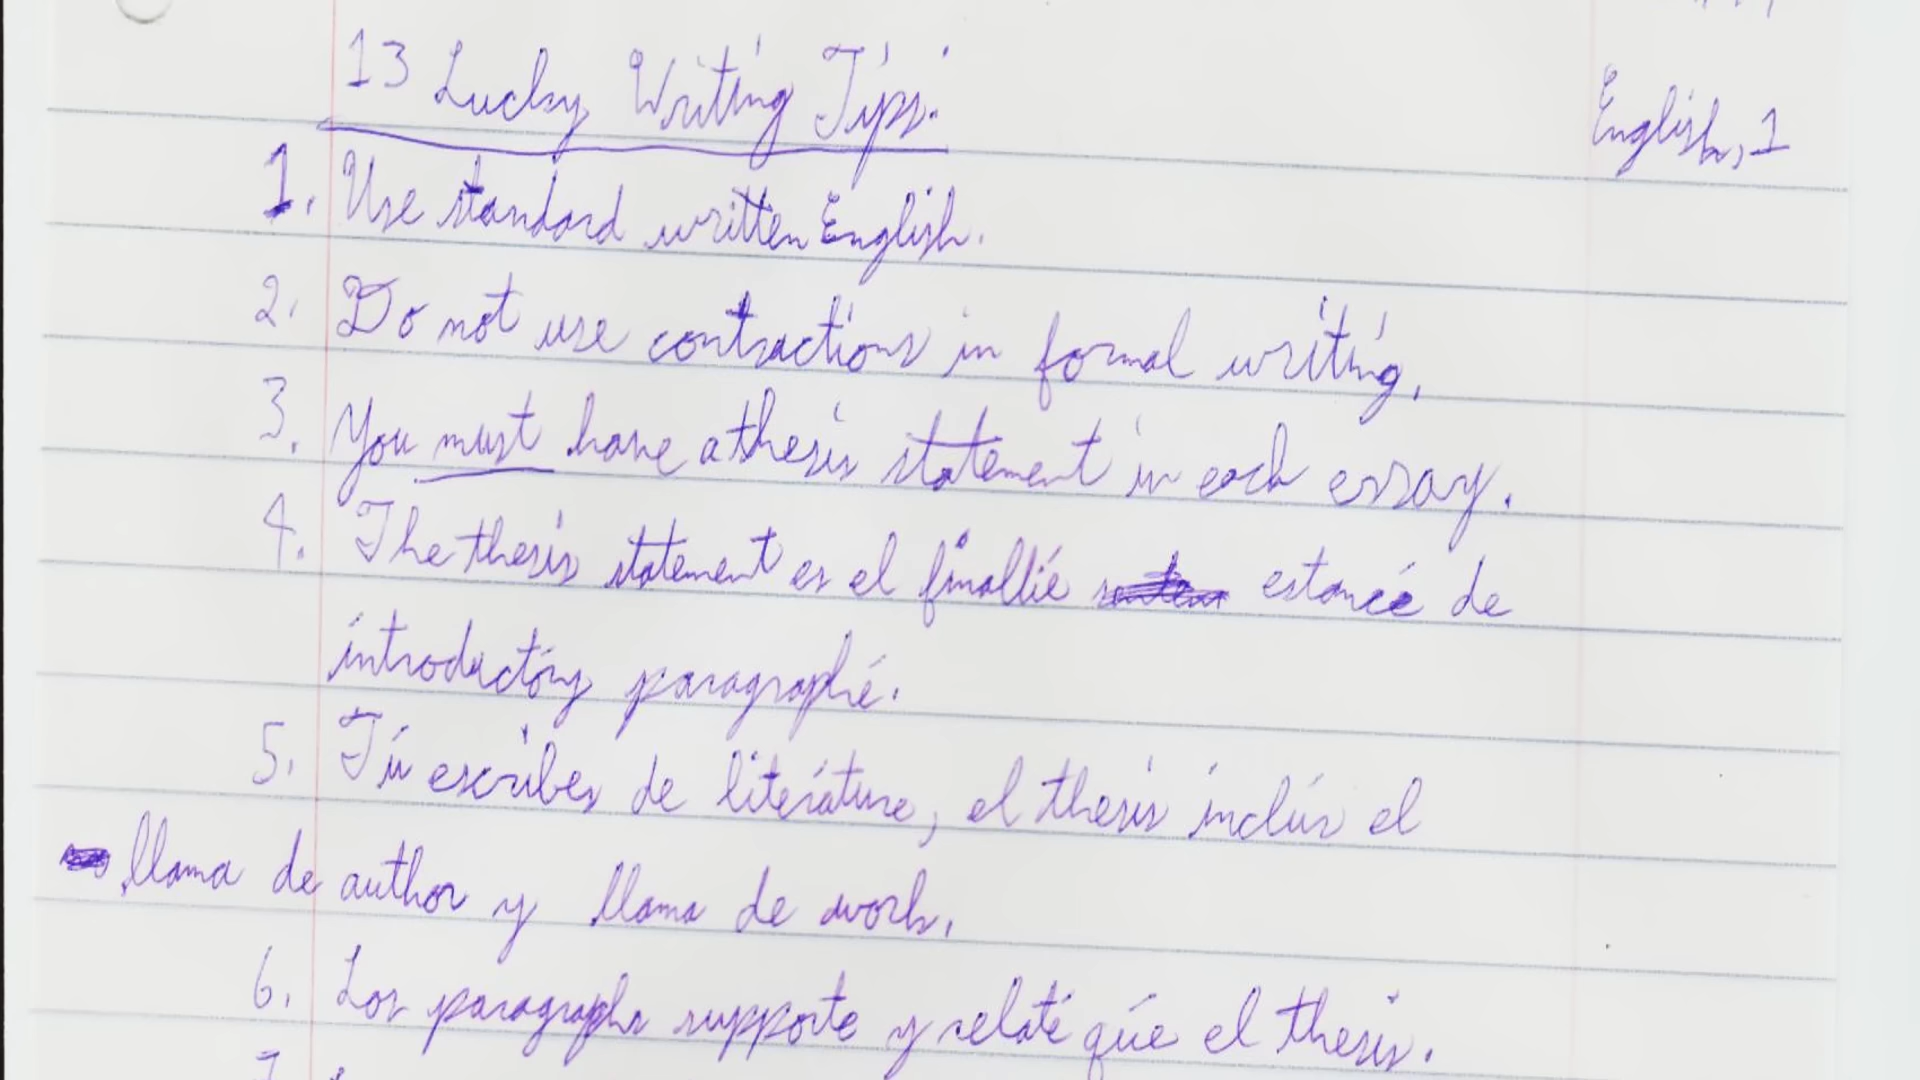 13 Lucky Writing Tips.
English, 1
1. Use standard written English.
2. Do not use contractions in formal writing.
3. You must have a thesis statement in each essay.
4. The thesis statement es el finallié estancé de
introductóry paragraphé.
5. Tú escribes de literáture, el thesis inclús el
llama de author y llama de work.
6. Los paragraphs supporte y relaté qúe el thesis.
7.